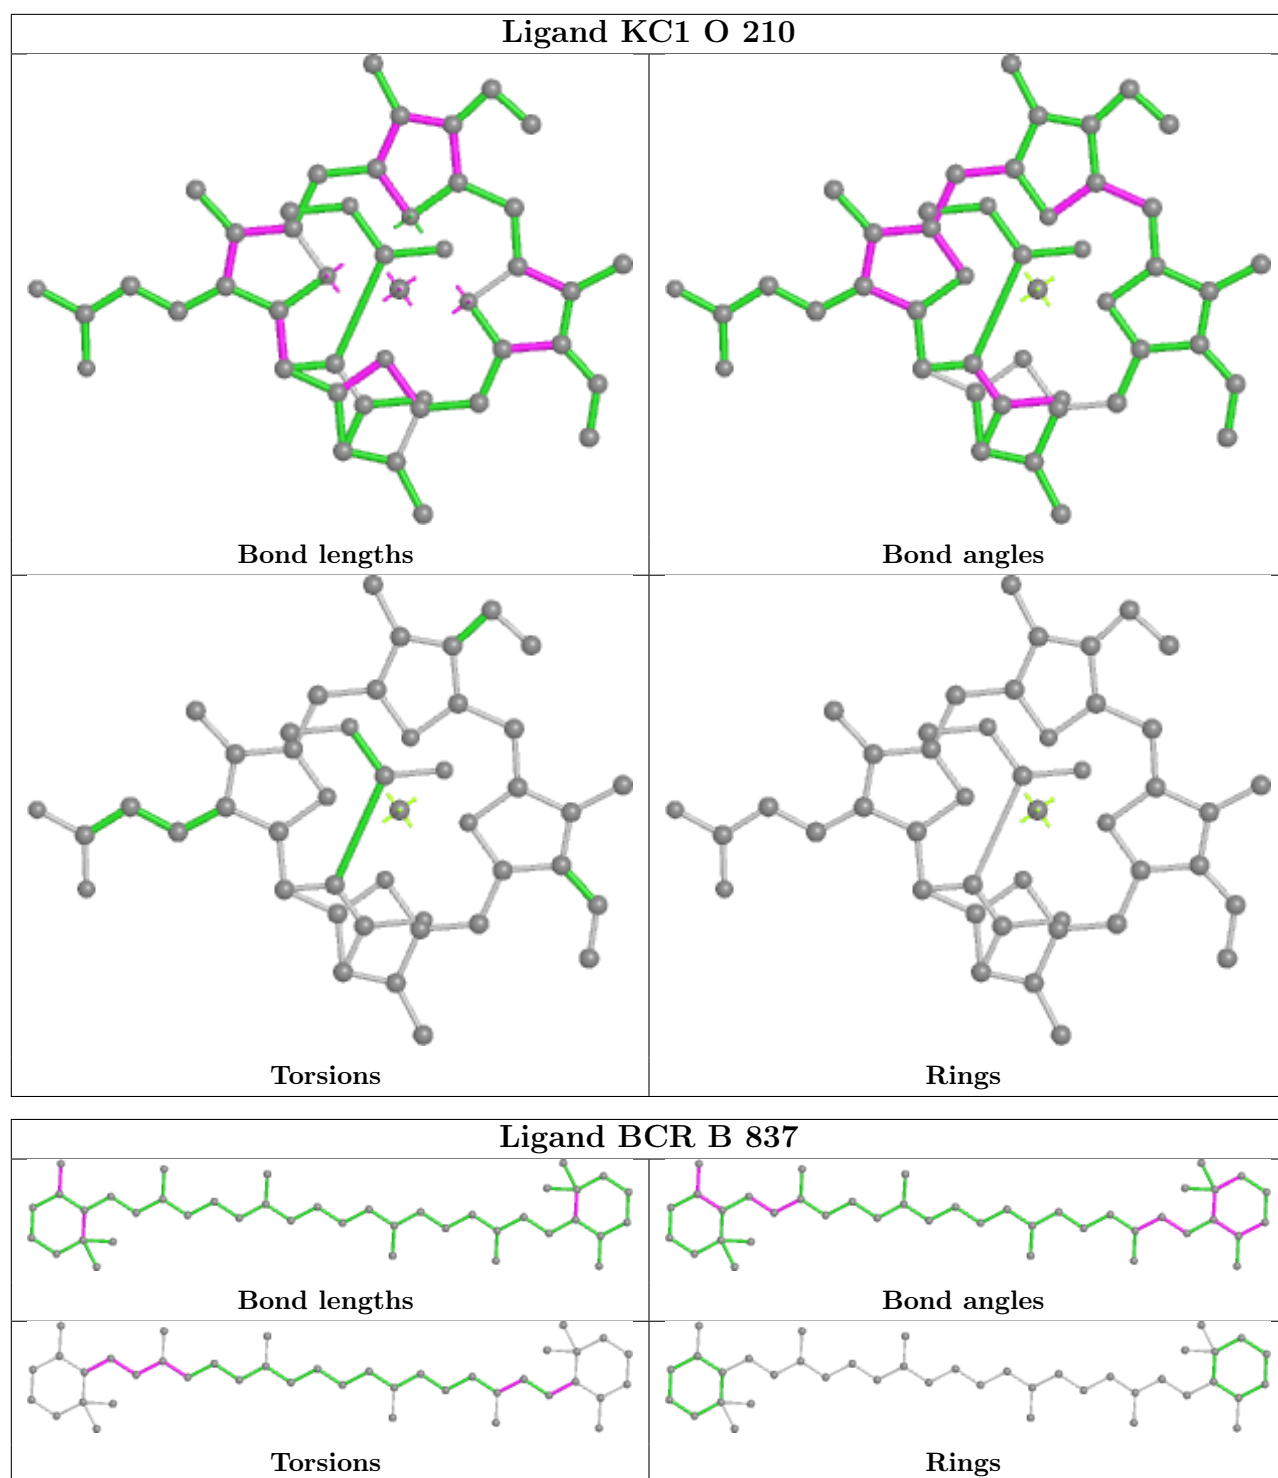 Ligand KC1 O 210
Bond lengths
Bond angles
Torsions
Rings
Ligand BCR B 837
Bond lengths
Bond angles
Torsions
Rings